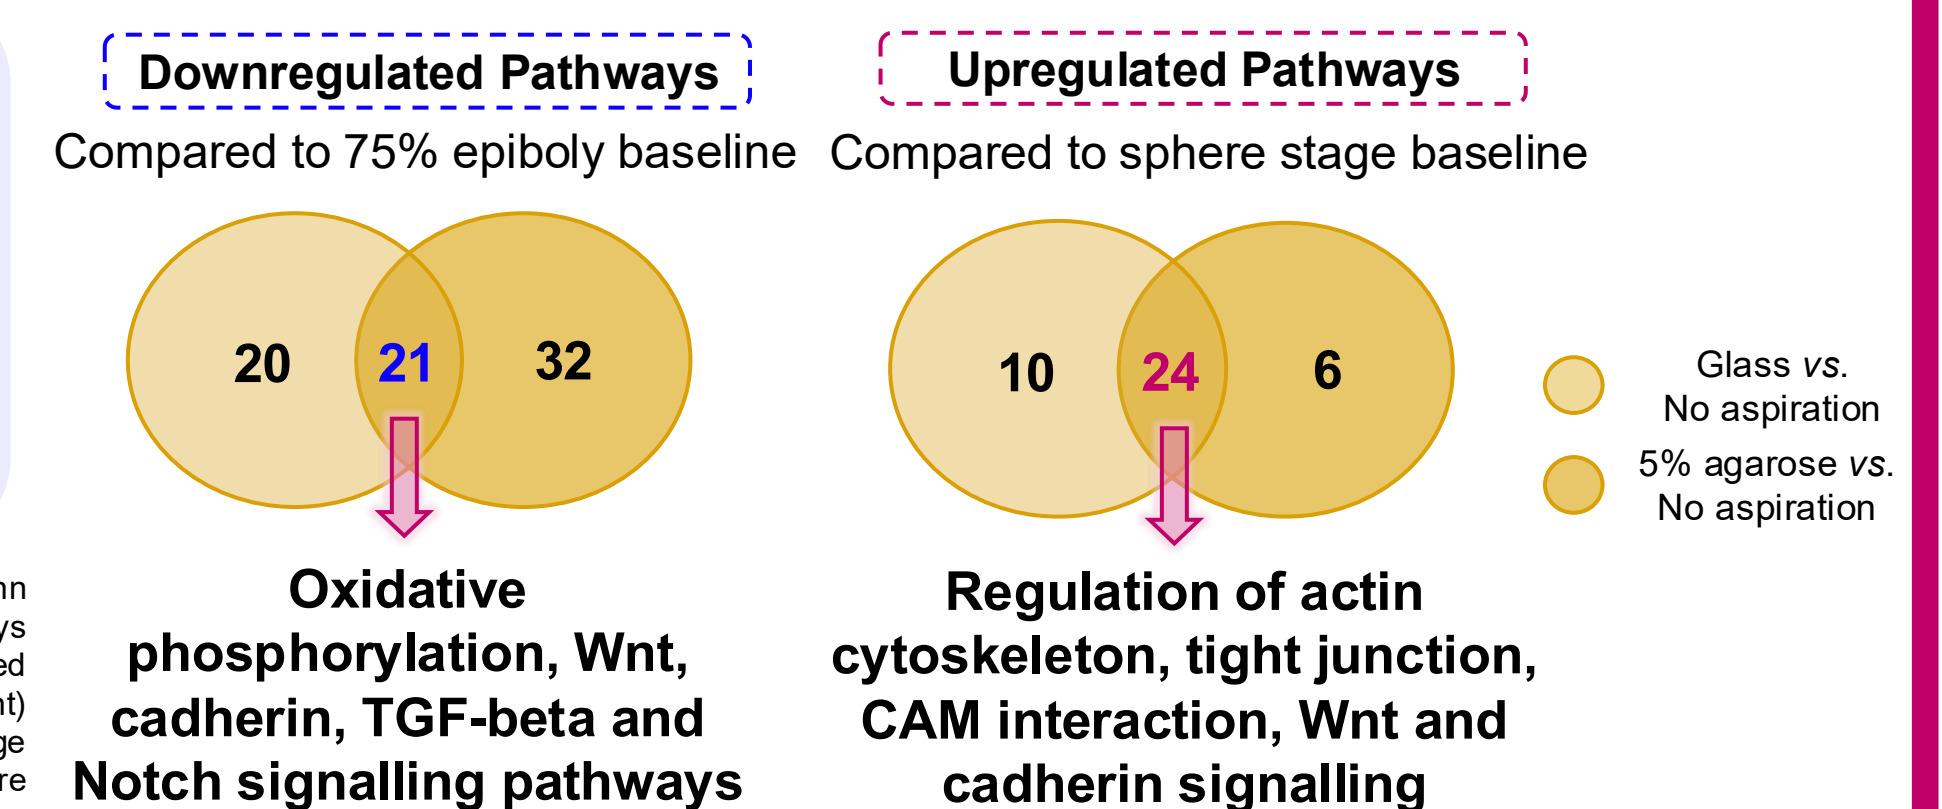 Downregulated Pathways
Compared to 75% epiboly baseline
20
21
32
Oxidative
phosphorylation, Wnt,
cadherin, TGF-beta and
Notch signalling pathways
Upregulated Pathways
Compared to sphere stage baseline
10
24
6
Regulation of actin
cytoskeleton, tight junction,
CAM interaction, Wnt and
cadherin signalling
Glass vs.
No aspiration
5% agarose vs.
No aspiration